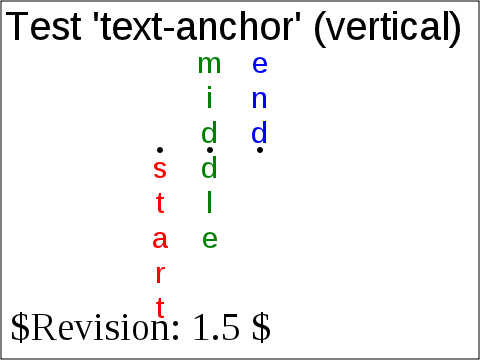 Test 'text-anchor' (vertical)
start
middle
end
$Revision: 1.5 $